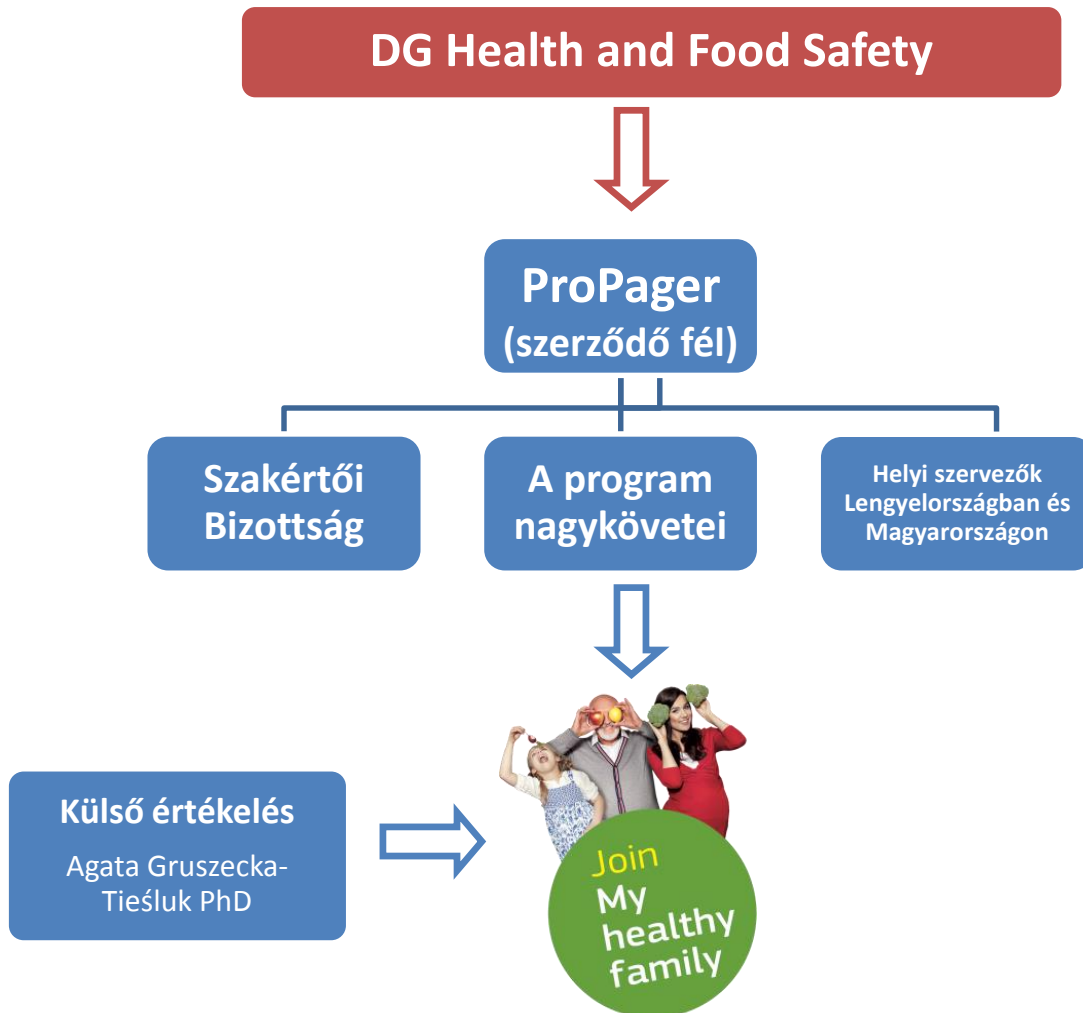 DG Health and Food Safety
ProPager
(szerződő fél)
Szakértői
Bizottság
A program
nagykövetei
Helyi szervezők
Lengyelországban és
Magyarországon
Külső értékelés
Agata Gruszecka-
Tieśluk PhD
Join
My
healthy
family